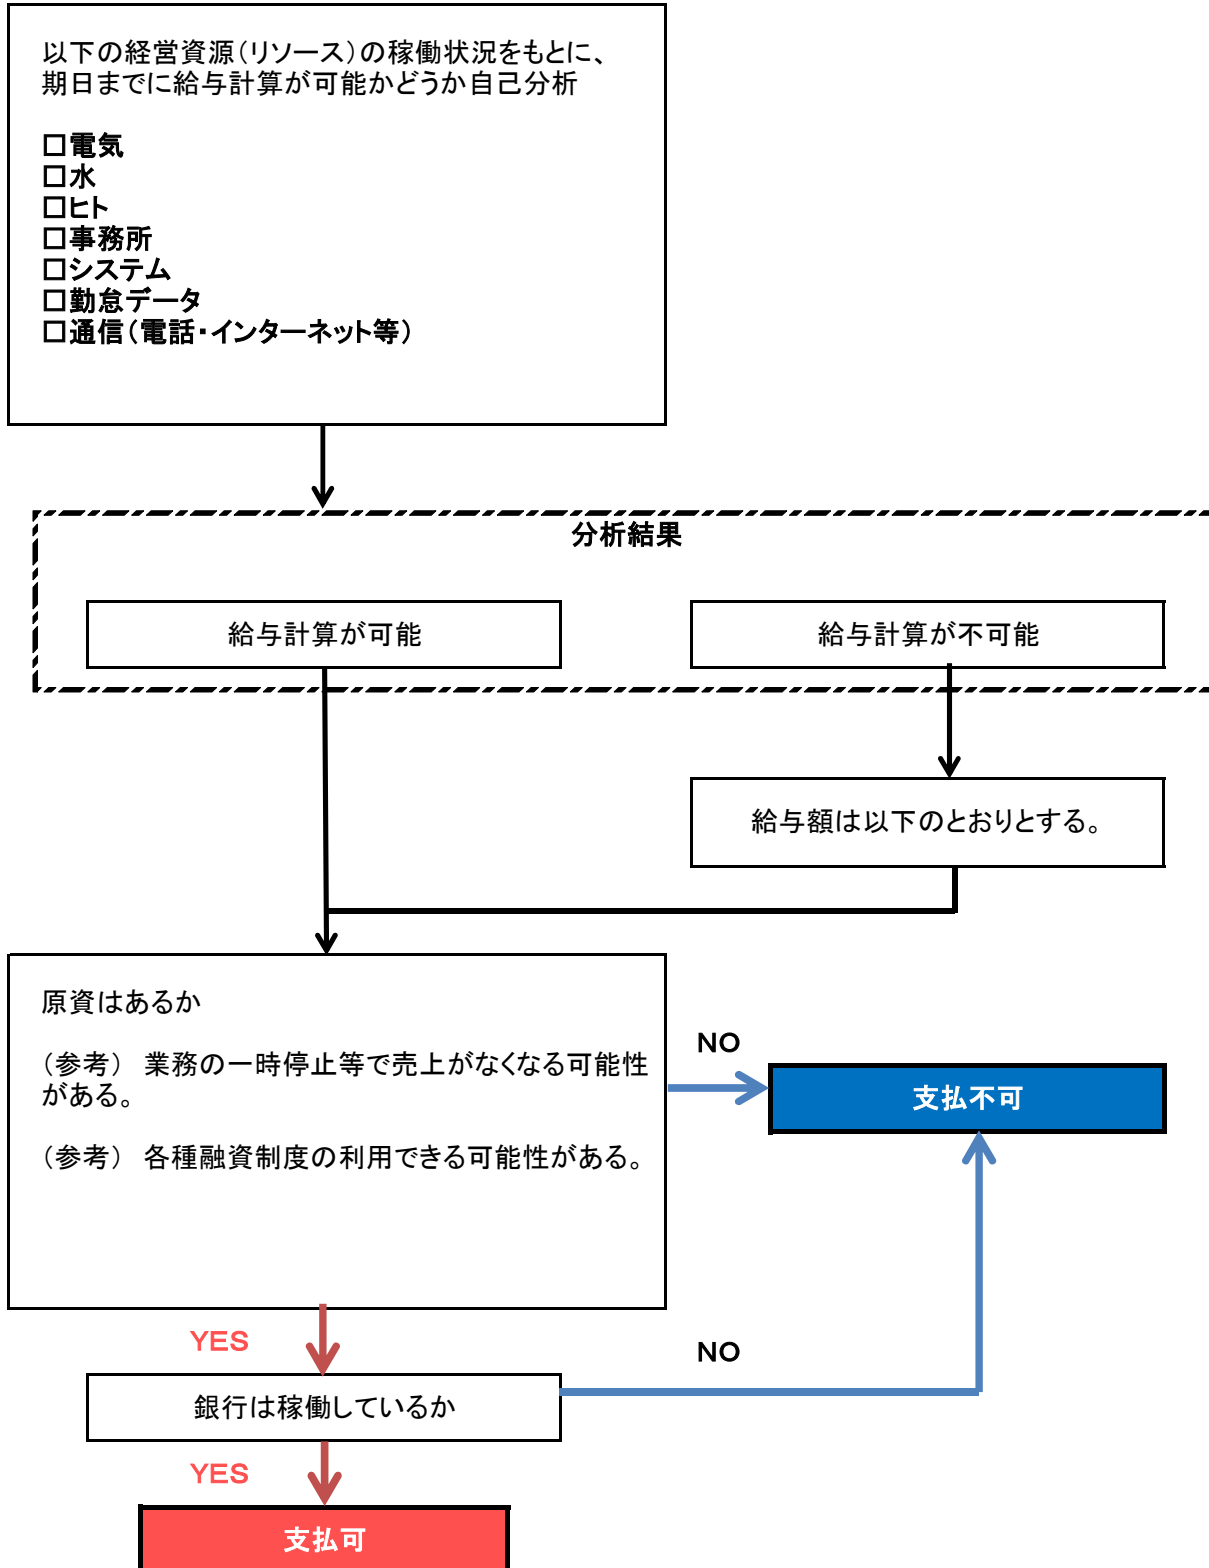 以下の経営資源（リソース）の稼働状況をもとに、
期日までに給与計算が可能かどうか自己分析
□電気
□水
□ヒト
□事務所
□システム
□勤怠データ
□通信（電話・インターネット等）
分析結果
給与計算が可能
給与計算が不可能
給与額は以下のとおりとする。
原資はあるか
（参考） 業務の一時停止等で売上がなくなる可能性
がある。
（参考） 各種融資制度の利用できる可能性がある。
NO
支払不可
YES
NO
銀行は稼働しているか
YES
支払可